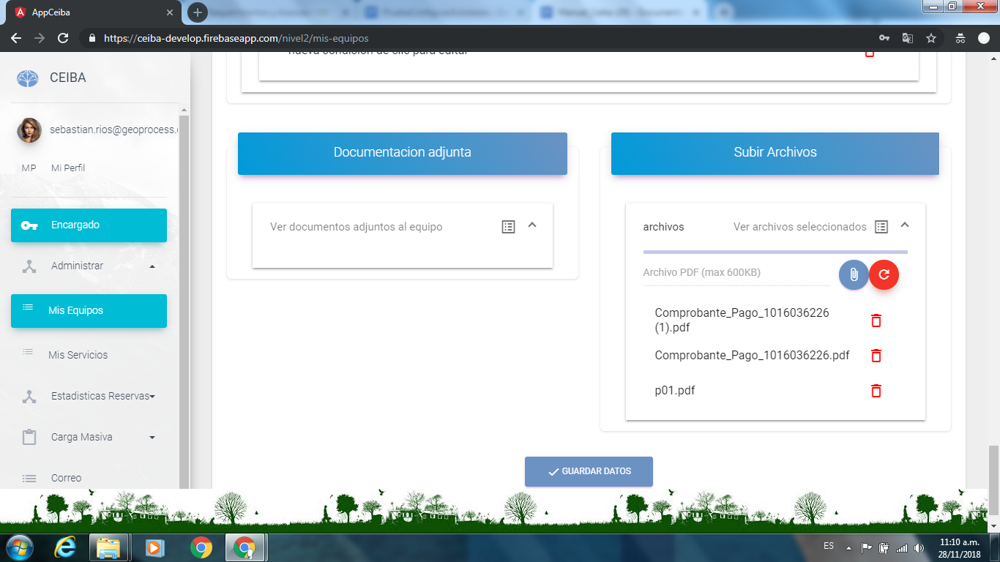 AppCeiba
https://ceiba-develop.firebaseapp.com/nivel2/mis-equipos
CEIBA
sebastian.rios@geoprocess.
MP Mi Perfil
Encargado
Administrar
Mis Equipos
Mis Servicios
Estadisticas Reservas
Carga Masiva
Correo
nueva condicion de clic para editar
Documentacion adjunta
Ver documentos adjuntos al equipo
Subir Archivos
archivos Ver archivos seleccionados
Archivo PDF (max 600KB)
Comprobante_Pago_1016036226
(1).pdf
Comprobante_Pago_1016036226.pdf
p01.pdf
GUARDAR DATOS
ES
11:10 a.m.
28/11/2018